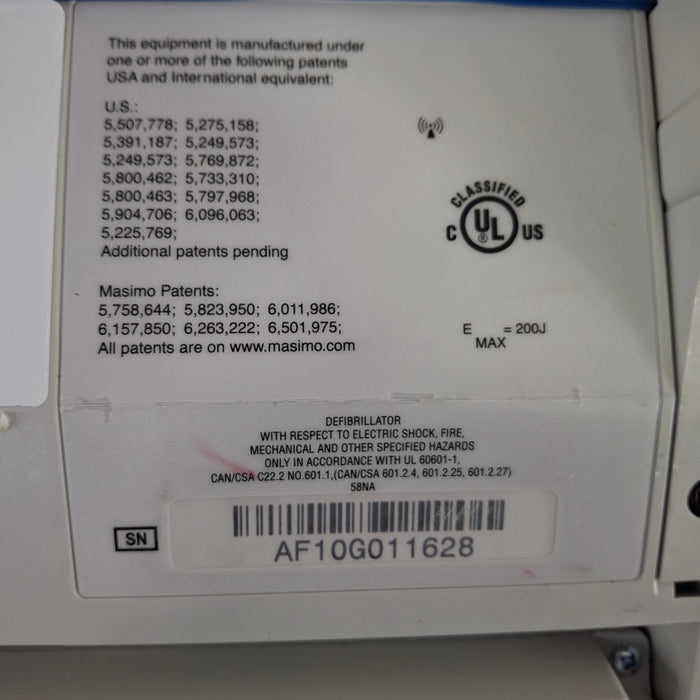 This equipment is manufactured under
one or more of the following patents
USA and International equivalent:
U.S.:
5,507,778; 5,275,158;
5,391,187; 5,249,573;
5,249,573; 5,769,872;
5,800,462; 5,733,310;
5,800,463; 5,797,968;
5,904,706; 6,096,063;
5,225,769;
Additional patents pending
Masimo Patents:
5,758,644; 5,823,950; 6,011,986;
6,157,850; 6,263,222; 6,501,975;
All patents are on www.masimo.com
CLASSIFIED
C UL ® US
E MAX = 200J
DEFIBRILLATOR
WITH RESPECT TO ELECTRIC SHOCK, FIRE,
MECHANICAL AND OTHER SPECIFIED HAZARDS
ONLY IN ACCORDANCE WITH UL 60601-1,
CAN/CSA C22.2 NO.601.1,(CAN/CSA 601.2.4, 601.2.25, 601.2.27)
58NA
SN
AF10G011628